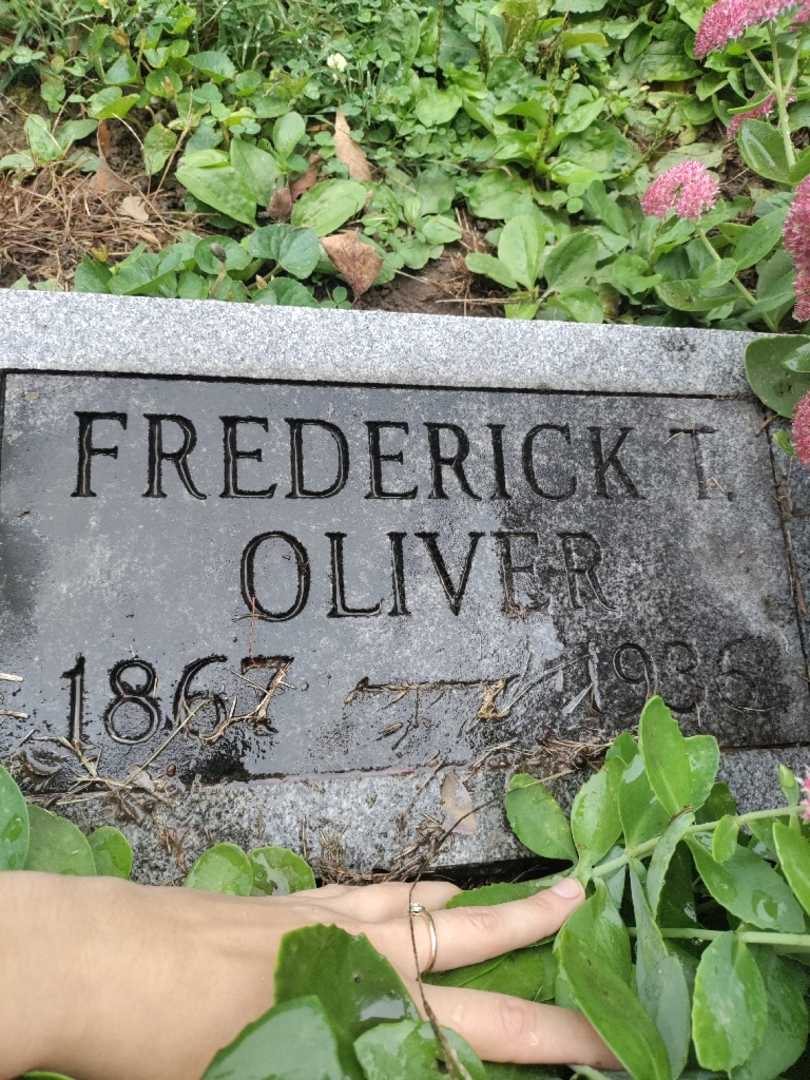 FREDERICK T.
OLIVER
1867 — 1936